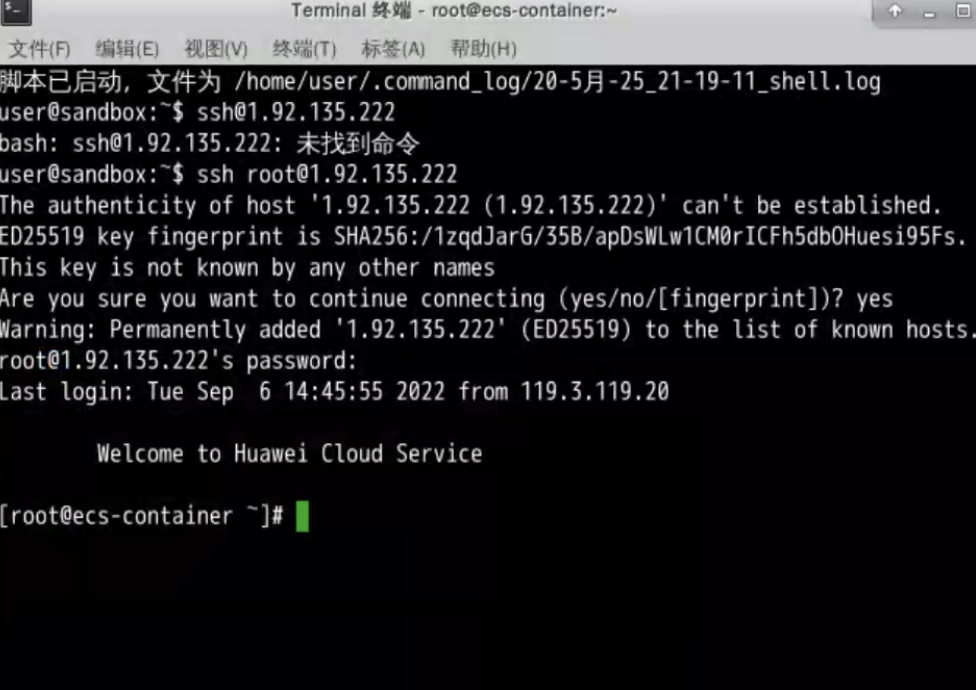 Terminal 终端 - root@ecs-container:~
文件(F) 编辑(E) 视图(V) 终端(T) 标签(A) 帮助(H)
脚本已启动, 文件为 /home/user/.command_log/20-5月-25_21-19-11_shell.log
user@sandbox:~$ ssh@1.92.135.222
bash: ssh@1.92.135.222: 未找到命令
user@sandbox:~$ ssh root@1.92.135.222
The authenticity of host '1.92.135.222 (1.92.135.222)' can't be established.
ED25519 key fingerprint is SHA256:/1zqdJarG/35B/apDsWLw1CM0rICFh5dbOHuesi95Fs.
This key is not known by any other names
Are you sure you want to continue connecting (yes/no/[fingerprint])? yes
Warning: Permanently added '1.92.135.222' (ED25519) to the list of known hosts.
root@1.92.135.222's password:
Last login: Tue Sep  6 14:45:55 2022 from 119.3.119.20
Welcome to Huawei Cloud Service
[root@ecs-container ~]#